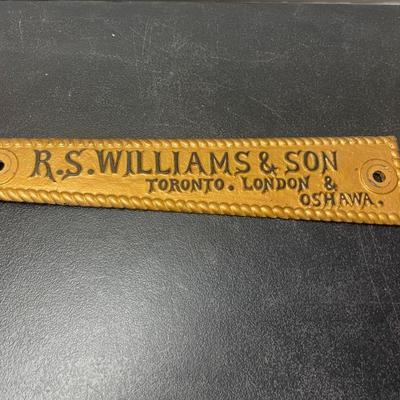 R.S.WILLIAMS & SON
TORONTO. LONDON &
OSHAWA.